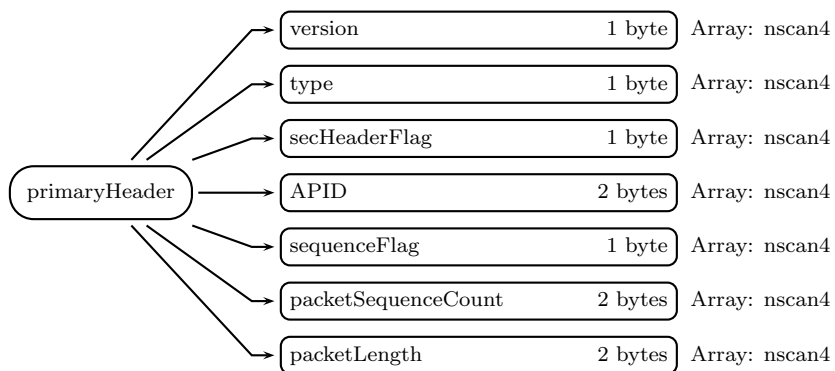 version 1 byte Array: nscan4
type 1 byte Array: nscan4
secHeaderFlag 1 byte Array: nscan4
primaryHeader APID 2 bytes Array: nscan4
sequenceFlag 1 byte Array: nscan4
packetSequenceCount 2 bytes Array: nscan4
packetLength 2 bytes Array: nscan4